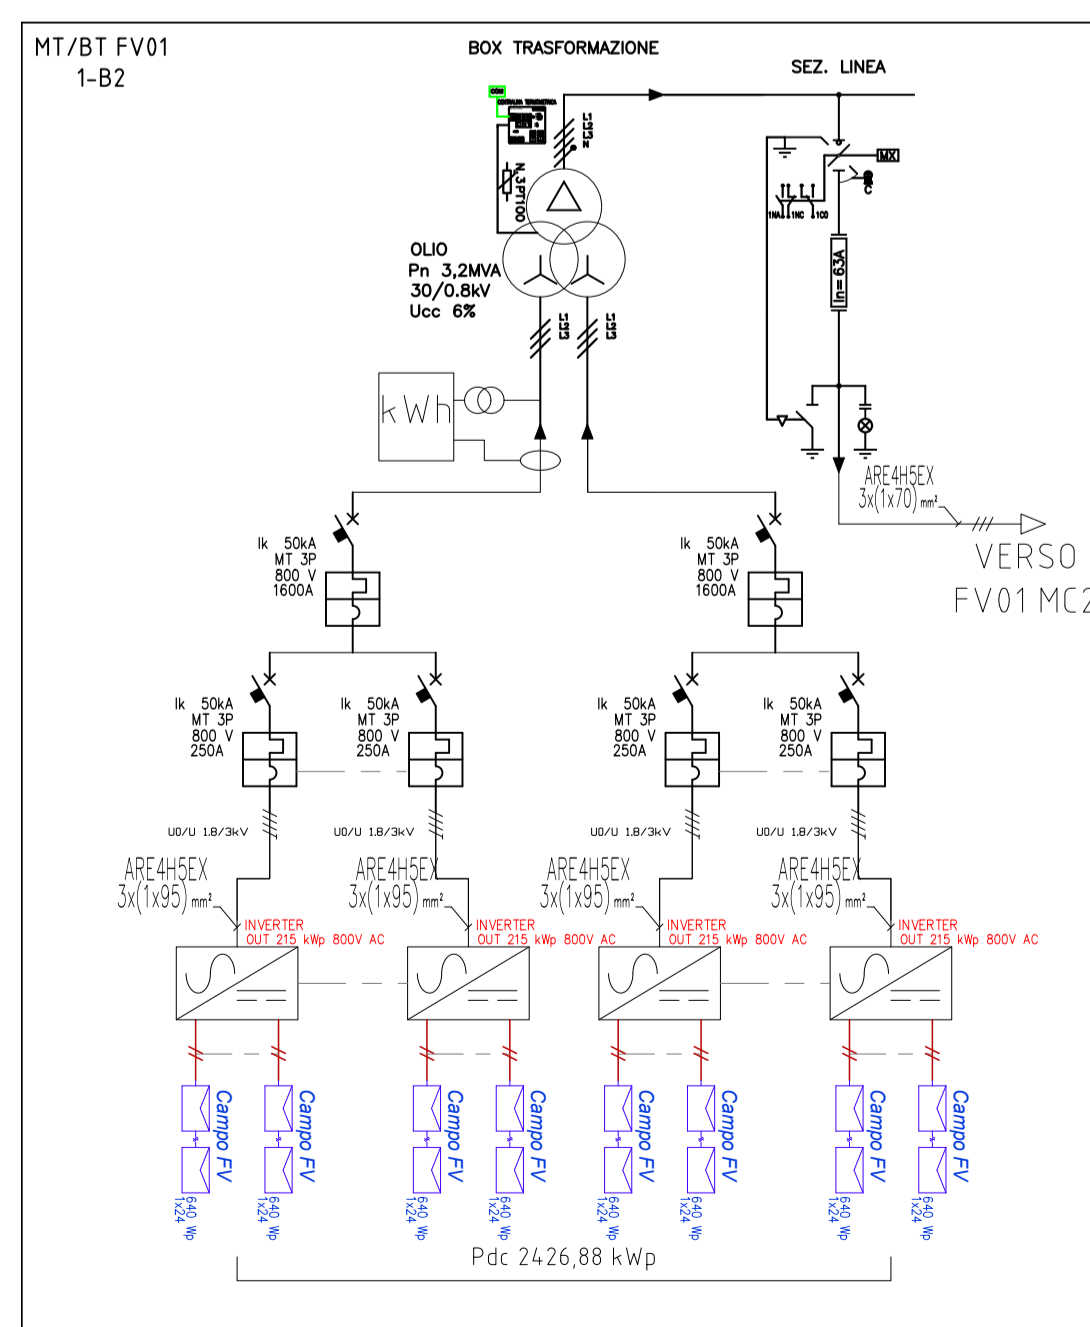 MT/BT FV01
1-B2
BOX TRASFORMAZIONE
SEZ. LINEA
COM
CENTRALINA TERMOMETRICA
N.3PT100
MX
1NA
1NC
1CO
In= 63A
OLIO
Pn 3,2MVA
30/0.8kV
Ucc 6%
kWh
ARE4H5EX
3x(1x70) mm²
VERSO
FV01 MC2
Ik 50kA
MT 3P
800 V
1600A
Ik 50kA
MT 3P
800 V
1600A
Ik 50kA
MT 3P
800 V
250A
Ik 50kA
MT 3P
800 V
250A
Ik 50kA
MT 3P
800 V
250A
Ik 50kA
MT 3P
800 V
250A
U0/U 1.8/3kV
U0/U 1.8/3kV
U0/U 1.8/3kV
U0/U 1.8/3kV
ARE4H5EX
3x(1x95) mm²
ARE4H5EX
3x(1x95) mm²
ARE4H5EX
3x(1x95) mm²
ARE4H5EX
3x(1x95) mm²
INVERTER
OUT 215 kWp 800V AC
INVERTER
OUT 215 kWp 800V AC
INVERTER
OUT 215 kWp 800V AC
INVERTER
OUT 215 kWp 800V AC
Campo FV
Campo FV
Campo FV
Campo FV
Campo FV
Campo FV
Campo FV
Campo FV
640 Wp
1x24
640 Wp
1x24
640 Wp
1x24
640 Wp
1x24
640 Wp
1x24
640 Wp
1x24
640 Wp
1x24
640 Wp
1x24
Pdc 2426,88 kWp